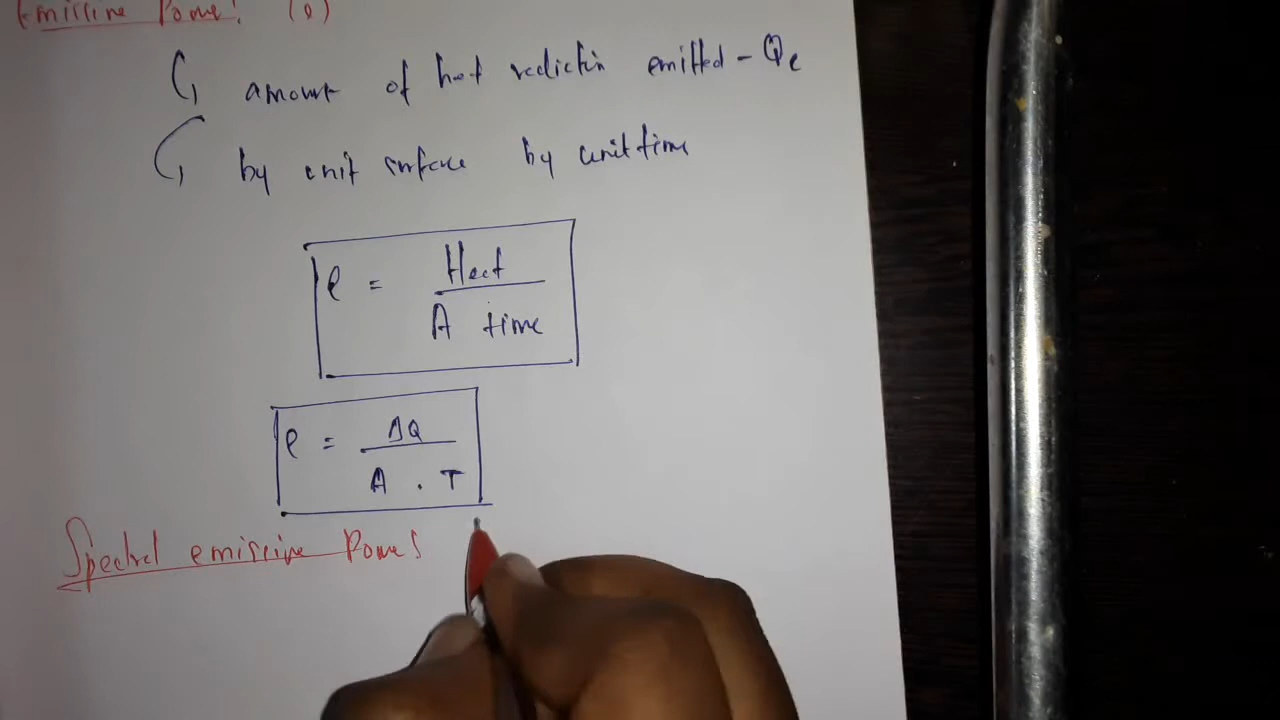 Emissive Power (e)
amount of heat radiation emitted - Qe
by unit surface by unit time
e = Heat / A time
e = ΔQ / A . T
Spectral emissive Power